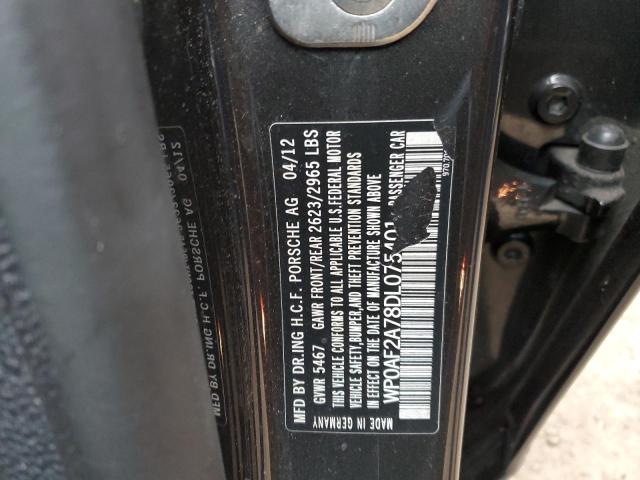 MFD BY DR.ING H.C.F. PORSCHE AG 04/12
GVWR 5467 GAWR FRONT/REAR 2623/2965 LBS
THIS VEHICLE CONFORMS TO ALL APPLICABLE U.S.FEDERAL MOTOR
VEHICLE SAFETY,BUMPER,AND THEFT PREVENTION STANDARDS
IN EFFECT ON THE DATE OF MANUFACTURE SHOWN ABOVE
WP0AF2A78DL075401 PASSENGER CAR
MADE IN GERMANY